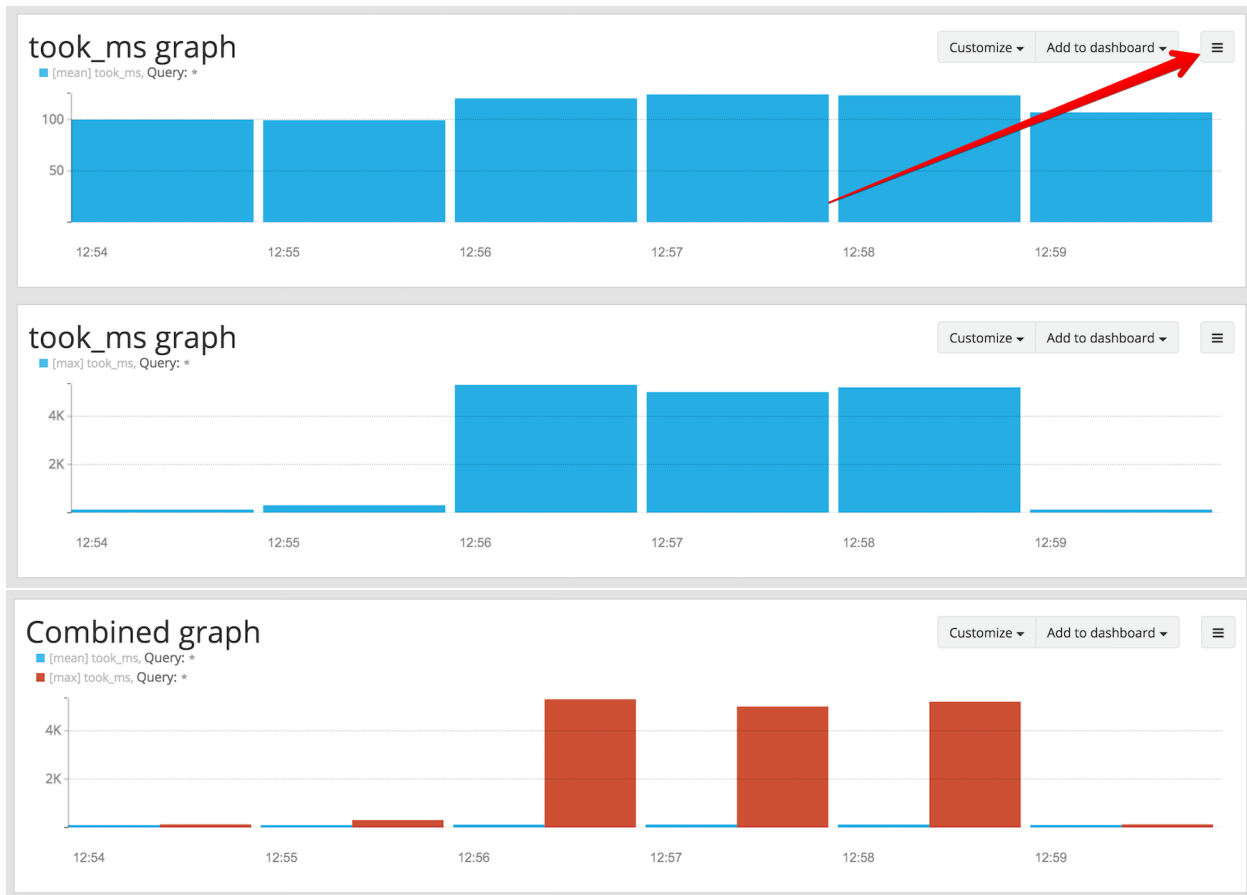 took_ms graph
Customize Add to dashboard
[mean] took_ms, Query: *
100
50
12:54 12:55 12:56 12:57 12:58 12:59
took_ms graph
Customize Add to dashboard
[max] took_ms, Query: *
4K
2K
12:54 12:55 12:56 12:57 12:58 12:59
Combined graph
Customize Add to dashboard
[mean] took_ms, Query: *
[max] took_ms, Query: *
4K
2K
12:54 12:55 12:56 12:57 12:58 12:59